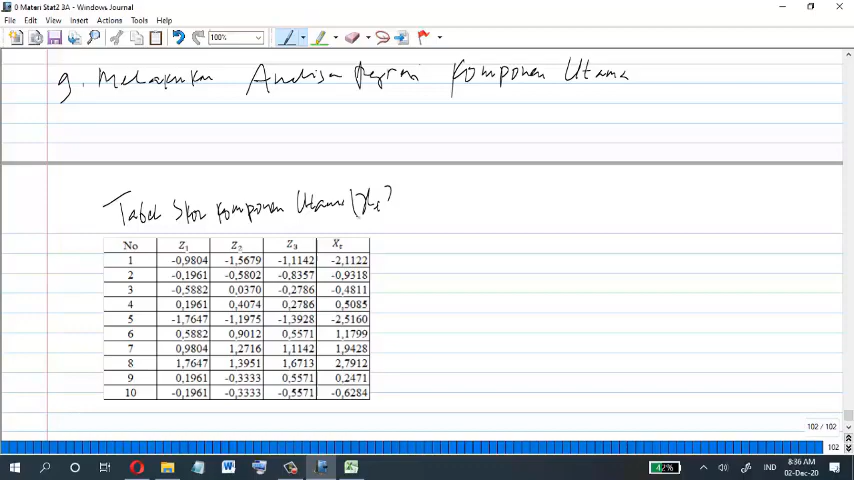 0 Materi Stat2 3A - Windows Journal
File Edit View Insert Actions Tools Help
100%
g. Melakukan Analisa Regresi Komponen Utama
Tabel Skor Komponen Utama
No Z1 Z2 Z3 Xr
1 -0,9804 -1,5679 -1,1142 -2,1122
2 -0,1961 -0,5802 -0,8357 -0,9318
3 -0,5882 0,0370 -0,2786 -0,4811
4 0,1961 0,4074 0,2786 0,5085
5 -1,7647 -1,1975 -1,3928 -2,5160
6 0,5882 0,9012 0,5571 1,1799
7 0,9804 1,2716 1,1142 1,9428
8 1,7647 1,3951 1,6713 2,7912
9 0,1961 -0,3333 0,5571 0,2471
10 -0,1961 -0,3333 -0,5571 -0,6284
102 / 102
102
42% IND 8:36 AM
02-Dec-20